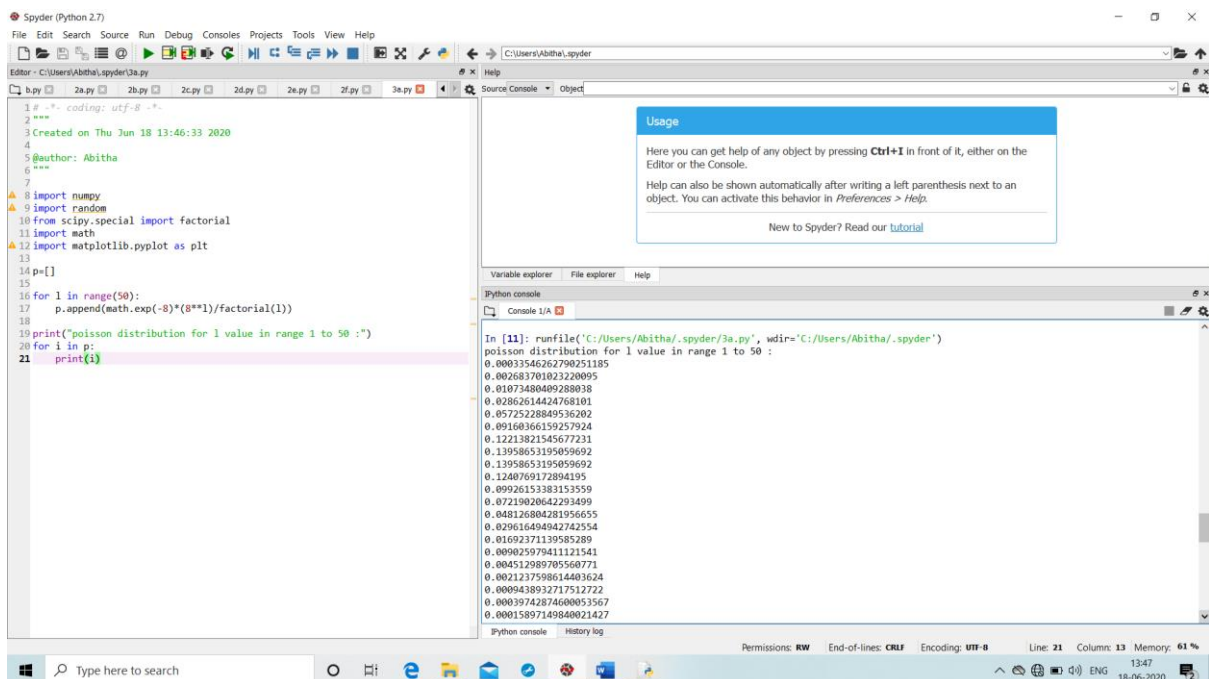 Spyder (Python 2.7)
File Edit Search Source Run Debug Consoles Projects Tools View Help
C:\Users\Abitha\.spyder
Editor - C:\Users\Abitha\.spyder\3a.py
b.py 2a.py 2b.py 2c.py 2d.py 2e.py 2f.py 3a.py
1 # -*- coding: utf-8 -*-
2 """
3 Created on Thu Jun 18 13:46:33 2020
4
5 @author: Abitha
6 """
7
8 import numpy
9 import random
10 from scipy.special import factorial
11 import math
12 import matplotlib.pyplot as plt
13
14 p=[]
15
16 for l in range(50):
17     p.append(math.exp(-8)*(8**l)/factorial(l))
18
19 print("poisson distribution for l value in range 1 to 50 :")
20 for i in p:
21     print(i)
Help
Source Console Object
Usage
Here you can get help of any object by pressing Ctrl+I in front of it, either on the
Editor or the Console.
Help can also be shown automatically after writing a left parenthesis next to an
object. You can activate this behavior in Preferences > Help.
New to Spyder? Read our tutorial
Variable explorer File explorer Help
IPython console
Console 1/A
In [11]: runfile('C:/Users/Abitha/.spyder/3a.py', wdir='C:/Users/Abitha/.spyder')
poisson distribution for l value in range 1 to 50 :
0.00033546262790251185
0.002683701023220095
0.01073480409288038
0.02862614424768101
0.05725228849536202
0.09160366159257924
0.12213821545677231
0.13958653195059692
0.13958653195059692
0.1240769172894195
0.09926153383153559
0.07219020642293499
0.048126804281956655
0.029616494942742554
0.01692371139585289
0.009025979411121541
0.004512989705560771
0.0021237598614403624
0.0009438932717512722
0.00039742874600053567
0.00015897149840021427
IPython console History log
Permissions: RW End-of-lines: CRLF Encoding: UTF-8 Line: 21 Column: 13 Memory: 61 %
Type here to search
ENG
13:47
18-06-2020